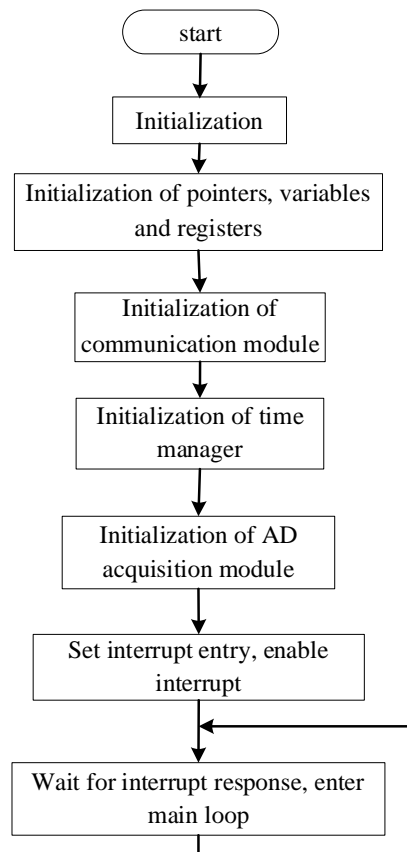 start
Initialization
Initialization of pointers, variables
and registers
Initialization of
communication module
Initialization of time
manager
Initialization of AD
acquisition module
Set interrupt entry, enable
interrupt
Wait for interrupt response, enter
main loop